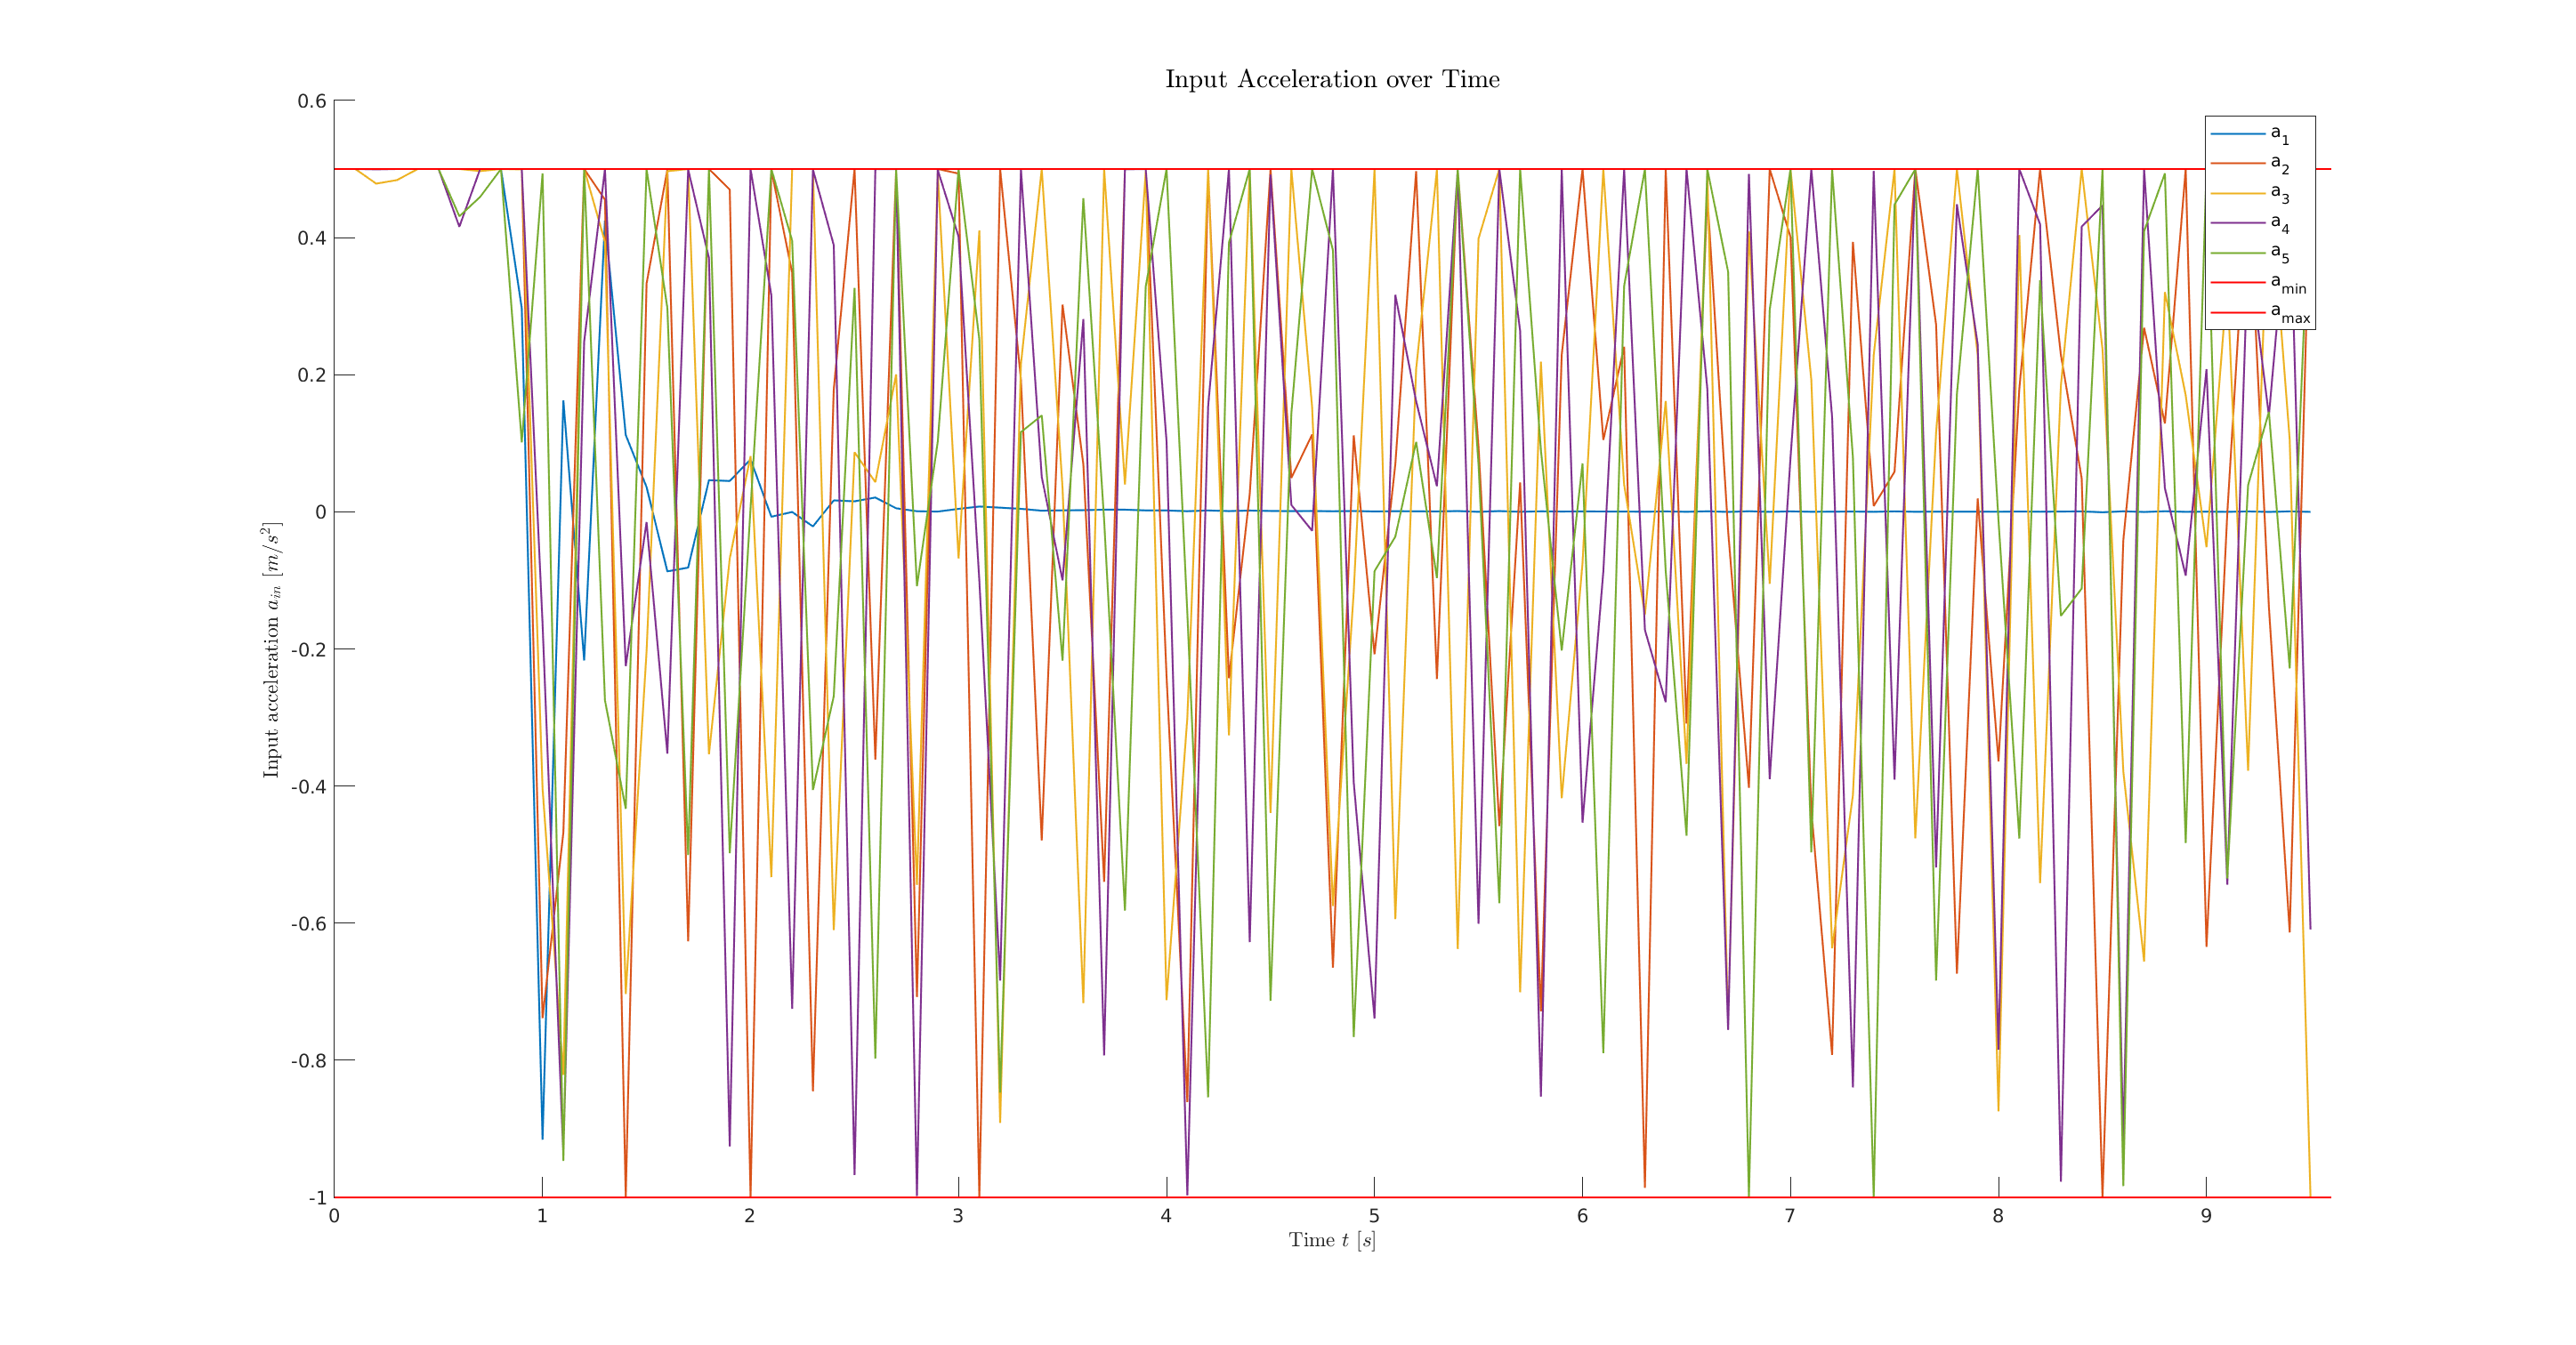 Input Acceleration over Time
0.6
0.4
0.2
0
-0.2
-0.4
-0.6
-0.8
-1
Input acceleration a_in [m/s^2]
0 1 2 3 4 5 6 7 8 9
Time t [s]
a_1
a_2
a_3
a_4
a_5
a_min
a_max